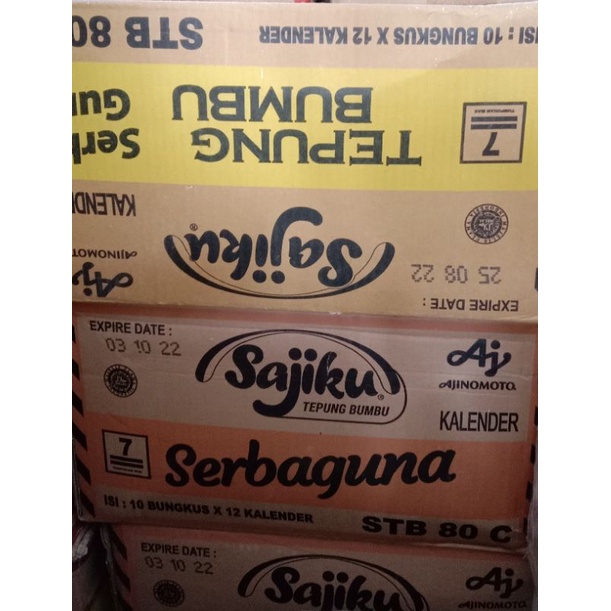 STB 80
ISI : 10 BUNGKUS X 12 KALENDER
Serb
Gun
TEPUNG
BUMBU
7
KALENDER
Sajiku®
AJINOMOTO
25 08 22
EXPIRE DATE :
EXPIRE DATE :
03 10 22
Sajiku®
TEPUNG BUMBU
Aj
AJINOMOTO®
KALENDER
7
Serbaguna
ISI : 10 BUNGKUS X 12 KALENDER
STB 80 C
EXPIRE DATE :
03 10 22
Sajiku
Aj
AJINOMOTO